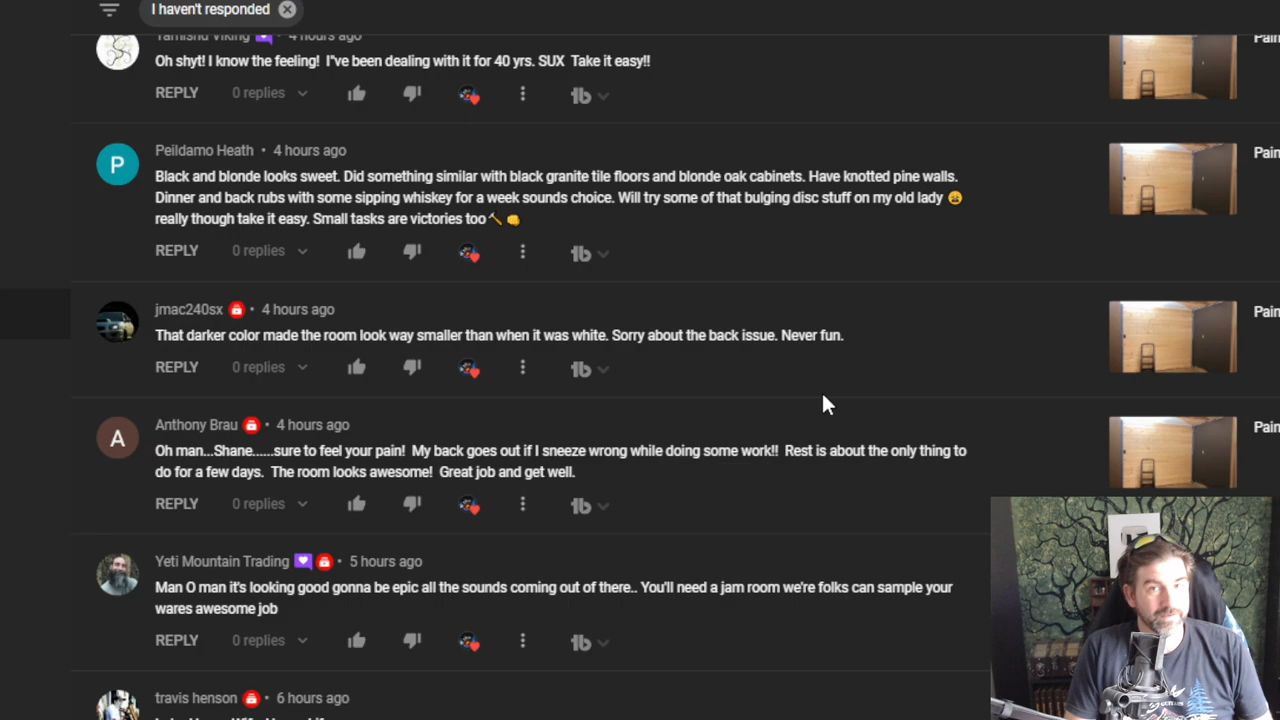 I haven't responded
Tamishd Viking • 4 hours ago
Oh shyt! I know the feeling! I"ve been dealing with it for 40 yrs. SUX Take it easy!!
REPLY 0 replies
Pain
Peildamo Heath • 4 hours ago
Black and blonde looks sweet. Did something similar with black granite tile floors and blonde oak cabinets. Have knotted pine walls.
Dinner and back rubs with some sipping whiskey for a week sounds choice. Will try some of that bulging disc stuff on my old lady 😩
really though take it easy. Small tasks are victories too🔨👊
REPLY 0 replies
Pain
jmac240sx • 4 hours ago
That darker color made the room look way smaller than when it was white. Sorry about the back issue. Never fun.
REPLY 0 replies
Pain
Anthony Brau • 4 hours ago
Oh man...Shane......sure to feel your pain! My back goes out if I sneeze wrong while doing some work!! Rest is about the only thing to
do for a few days. The room looks awesome! Great job and get well.
REPLY 0 replies
Pain
Yeti Mountain Trading • 5 hours ago
Man O man it's looking good gonna be epic all the sounds coming out of there.. You'll need a jam room we're folks can sample your
wares awesome job
REPLY 0 replies
travis henson • 6 hours ago